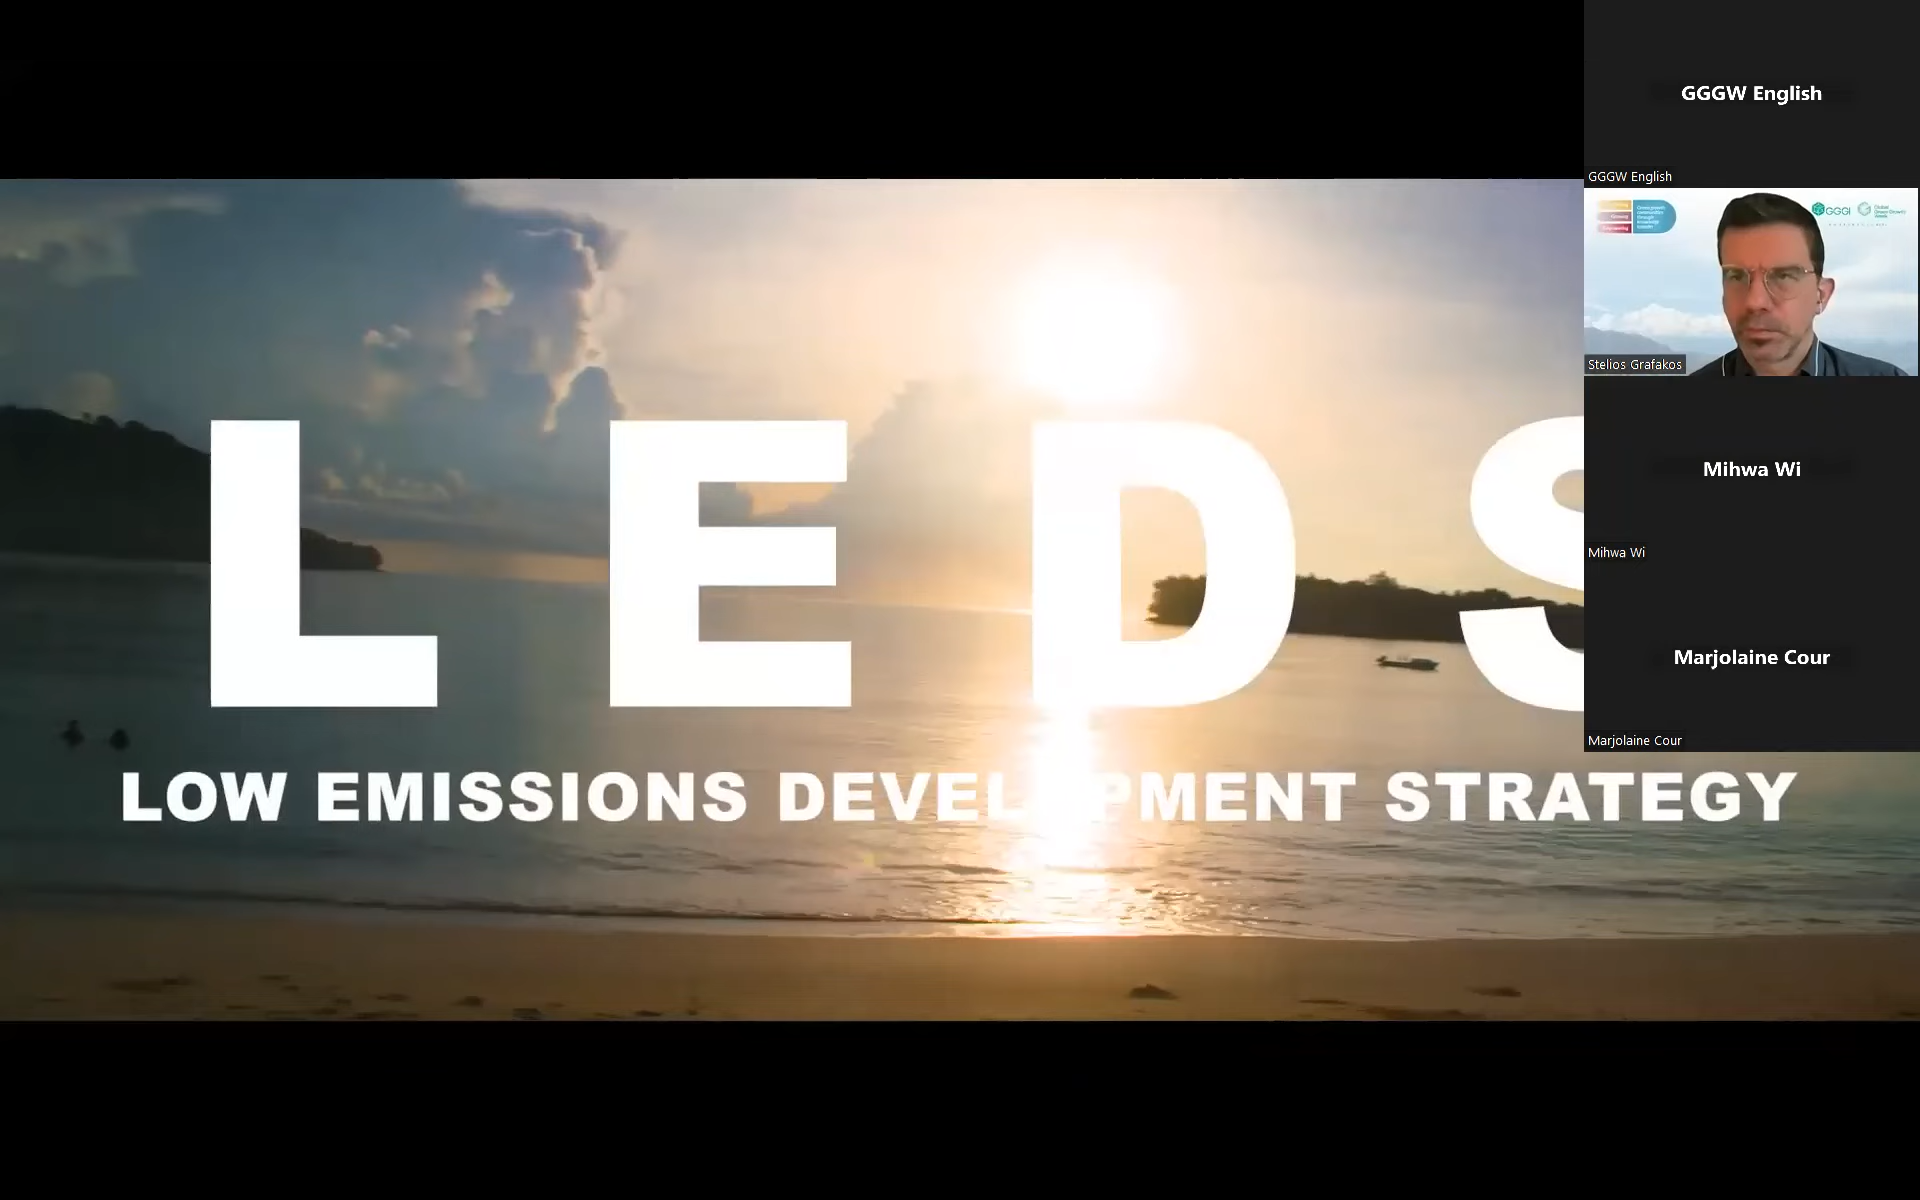 GGGW English
GGGW English
GGGI
Stelios Grafakos
Mihwa Wi
Mihwa Wi
Marjolaine Cour
Marjolaine Cour
L E D S
LOW EMISSIONS DEVELOPMENT STRATEGY